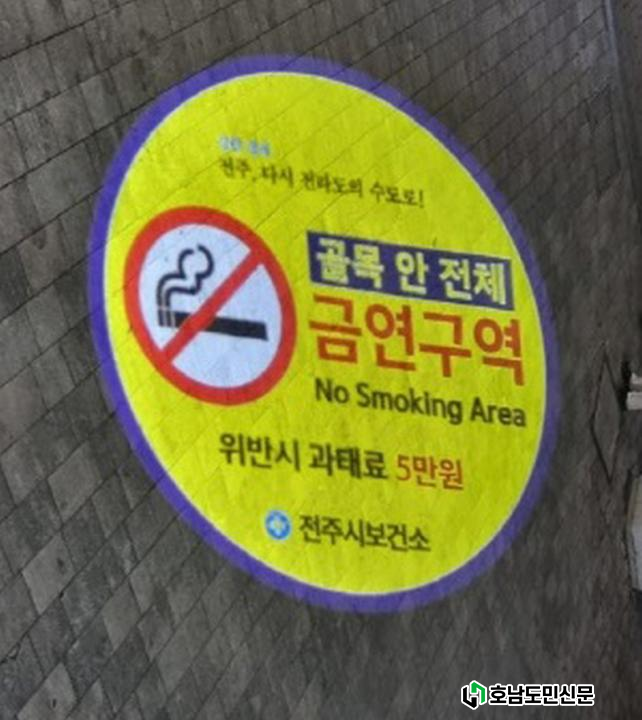 전주, 다시 전라도의 수도로!
골목 안 전체
금연구역
No Smoking Area
위반시 과태료 5만원
전주시보건소
호남도민신문